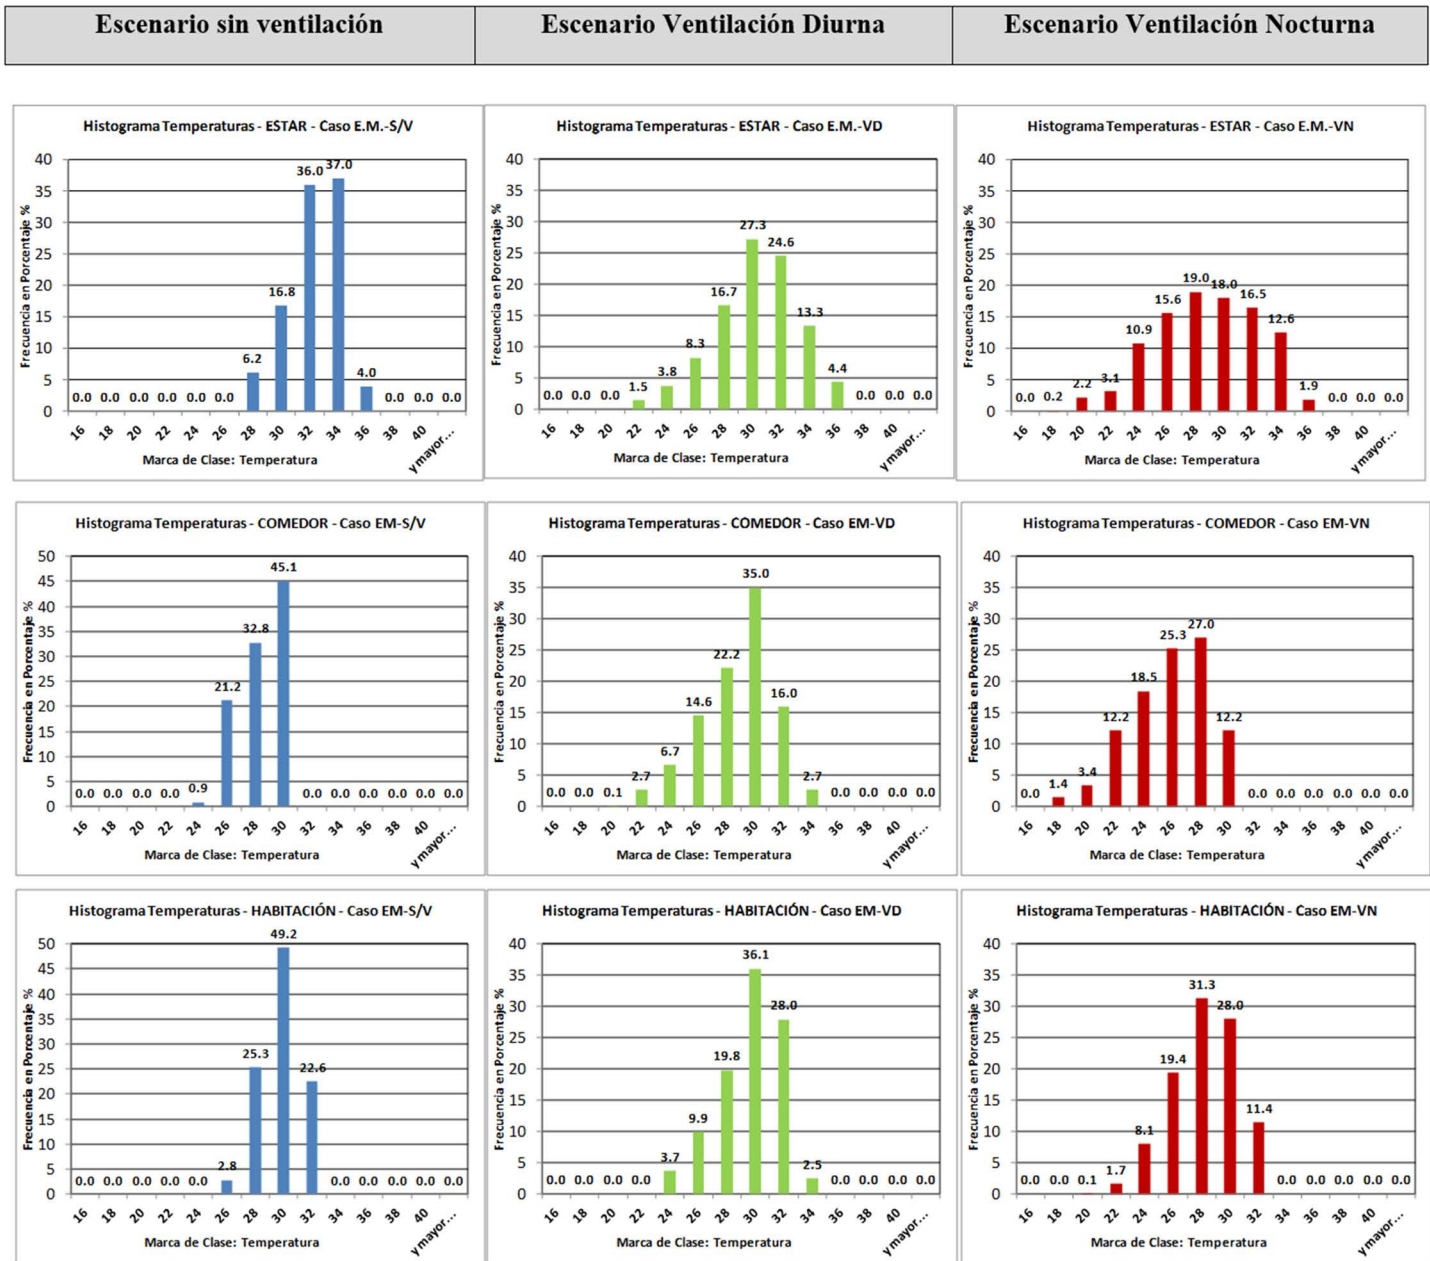 Escenario sin ventilación
Escenario Ventilación Diurna
Escenario Ventilación Nocturna
Histograma Temperaturas - ESTAR - Caso E.M.-S/V
Frecuencia en Porcentaje %
40
35
30
25
20
15
10
5
0
0.0 0.0 0.0 0.0 0.0 0.0 6.2 16.8 36.0 37.0 4.0 0.0 0.0 0.0
16 18 20 22 24 26 28 30 32 34 36 38 40 y mayor...
Marca de Clase: Temperatura
Histograma Temperaturas - ESTAR - Caso E.M.-VD
Frecuencia en Porcentaje %
40
35
30
25
20
15
10
5
0
0.0 0.0 0.0 1.5 3.8 8.3 16.7 27.3 24.6 13.3 4.4 0.0 0.0 0.0
16 18 20 22 24 26 28 30 32 34 36 38 40 y mayor...
Marca de Clase: Temperatura
Histograma Temperaturas - ESTAR - Caso E.M.-VN
Frecuencia en Porcentaje %
40
35
30
25
20
15
10
5
0
0.0 0.2 2.2 3.1 10.9 15.6 19.0 18.0 16.5 12.6 1.9 0.0 0.0 0.0
16 18 20 22 24 26 28 30 32 34 36 38 40 y mayor...
Marca de Clase: Temperatura
Histograma Temperaturas - COMEDOR - Caso EM-S/V
Frecuencia en Porcentaje %
50
45
40
35
30
25
20
15
10
5
0
0.0 0.0 0.0 0.0 0.9 21.2 32.8 45.1 0.0 0.0 0.0 0.0 0.0 0.0
16 18 20 22 24 26 28 30 32 34 36 38 40 y mayor...
Marca de Clase: Temperatura
Histograma Temperaturas - COMEDOR - Caso EM-VD
Frecuencia en Porcentaje %
40
35
30
25
20
15
10
5
0
0.0 0.0 0.1 2.7 6.7 14.6 22.2 35.0 16.0 2.7 0.0 0.0 0.0 0.0
16 18 20 22 24 26 28 30 32 34 36 38 40 y mayor...
Marca de Clase: Temperatura
Histograma Temperaturas - COMEDOR - Caso EM-VN
Frecuencia en Porcentaje %
40
35
30
25
20
15
10
5
0
0.0 1.4 3.4 12.2 18.5 25.3 27.0 12.2 0.0 0.0 0.0 0.0 0.0 0.0
16 18 20 22 24 26 28 30 32 34 36 38 40 y mayor...
Marca de Clase: Temperatura
Histograma Temperaturas - HABITACIÓN - Caso EM-S/V
Frecuencia en Porcentaje %
50
45
40
35
30
25
20
15
10
5
0
0.0 0.0 0.0 0.0 0.0 2.8 25.3 49.2 22.6 0.0 0.0 0.0 0.0 0.0
16 18 20 22 24 26 28 30 32 34 36 38 40 y mayor...
Marca de Clase: Temperatura
Histograma Temperaturas - HABITACIÓN - Caso EM-VD
Frecuencia en Porcentaje %
40
35
30
25
20
15
10
5
0
0.0 0.0 0.0 0.0 3.7 9.9 19.8 36.1 28.0 2.5 0.0 0.0 0.0 0.0
16 18 20 22 24 26 28 30 32 34 36 38 40 y mayor...
Marca de Clase: Temperatura
Histograma Temperaturas - HABITACIÓN - Caso EM-VN
Frecuencia en Porcentaje %
40
35
30
25
20
15
10
5
0
0.0 0.0 0.1 1.7 8.1 19.4 31.3 28.0 11.4 0.0 0.0 0.0 0.0 0.0
16 18 20 22 24 26 28 30 32 34 36 38 40 y mayor...
Marca de Clase: Temperatura